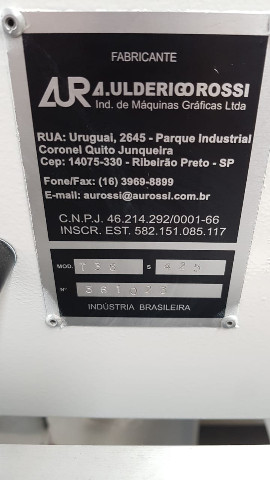 FABRICANTE
AUR A.ULDERICOROSSI
Ind. de Máquinas Gráficas Ltda
RUA: Uruguai, 2645 - Parque Industrial
Coronel Quito Junqueira
Cep: 14075-330 - Ribeirão Preto - SP
Fone/Fax: (16) 3969-8899
E-mail: aurossi@aurossi.com.br
C.N.P.J. 46.214.292/0001-66
INSCR. EST. 582.151.085.117
MOD. S
Nº
INDÚSTRIA BRASILEIRA